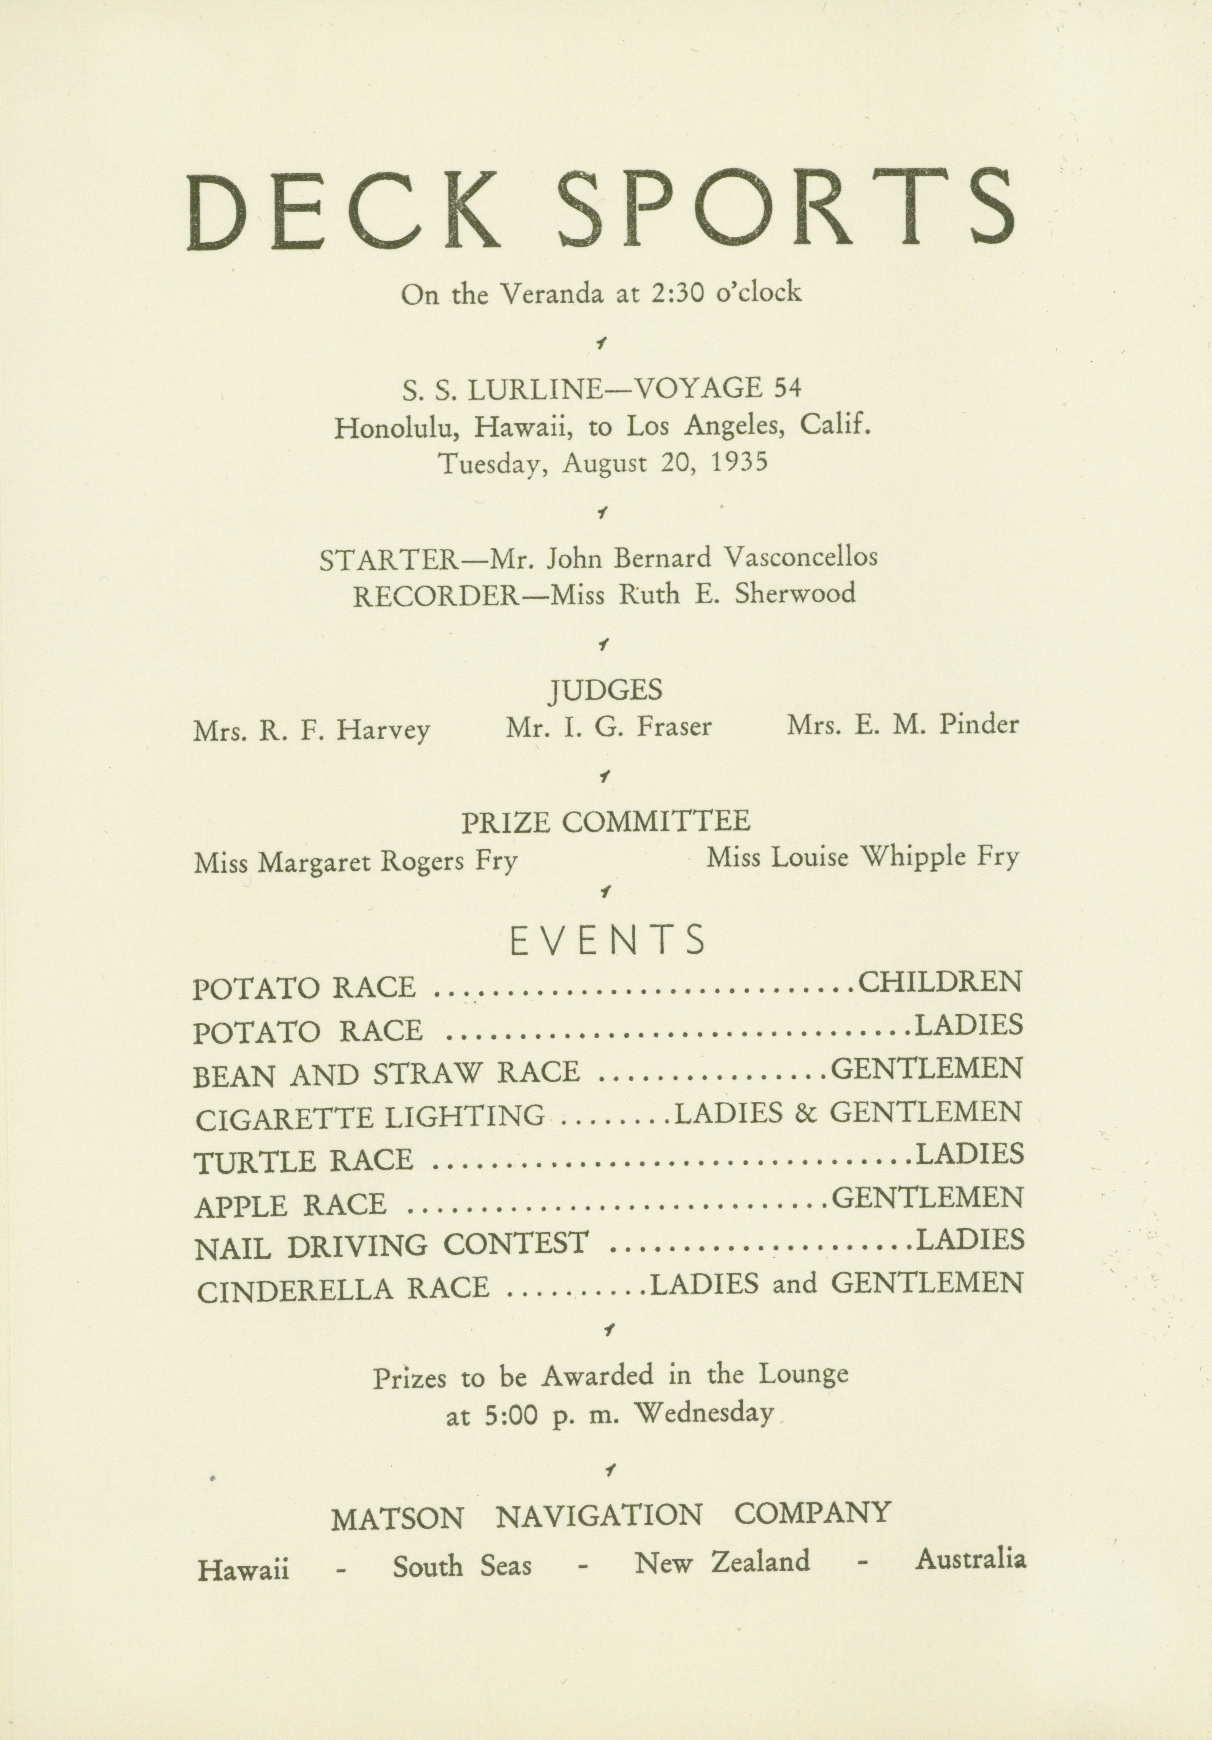 DECK SPORTS
On the Veranda at 2:30 o'clock
S. S. LURLINE—VOYAGE 54
Honolulu, Hawaii, to Los Angeles, Calif.
Tuesday, August 20, 1935
STARTER—Mr. John Bernard Vasconcellos
RECORDER—Miss Ruth E. Sherwood
JUDGES
Mrs. R. F. Harvey Mr. I. G. Fraser Mrs. E. M. Pinder
PRIZE COMMITTEE
Miss Margaret Rogers Fry Miss Louise Whipple Fry
EVENTS
POTATO RACE .............................CHILDREN
POTATO RACE ................................LADIES
BEAN AND STRAW RACE ................GENTLEMEN
CIGARETTE LIGHTING ........LADIES & GENTLEMEN
TURTLE RACE .................................LADIES
APPLE RACE .............................GENTLEMEN
NAIL DRIVING CONTEST .....................LADIES
CINDERELLA RACE ..........LADIES and GENTLEMEN
Prizes to be Awarded in the Lounge
at 5:00 p. m. Wednesday
MATSON NAVIGATION COMPANY
Hawaii - South Seas - New Zealand - Australia